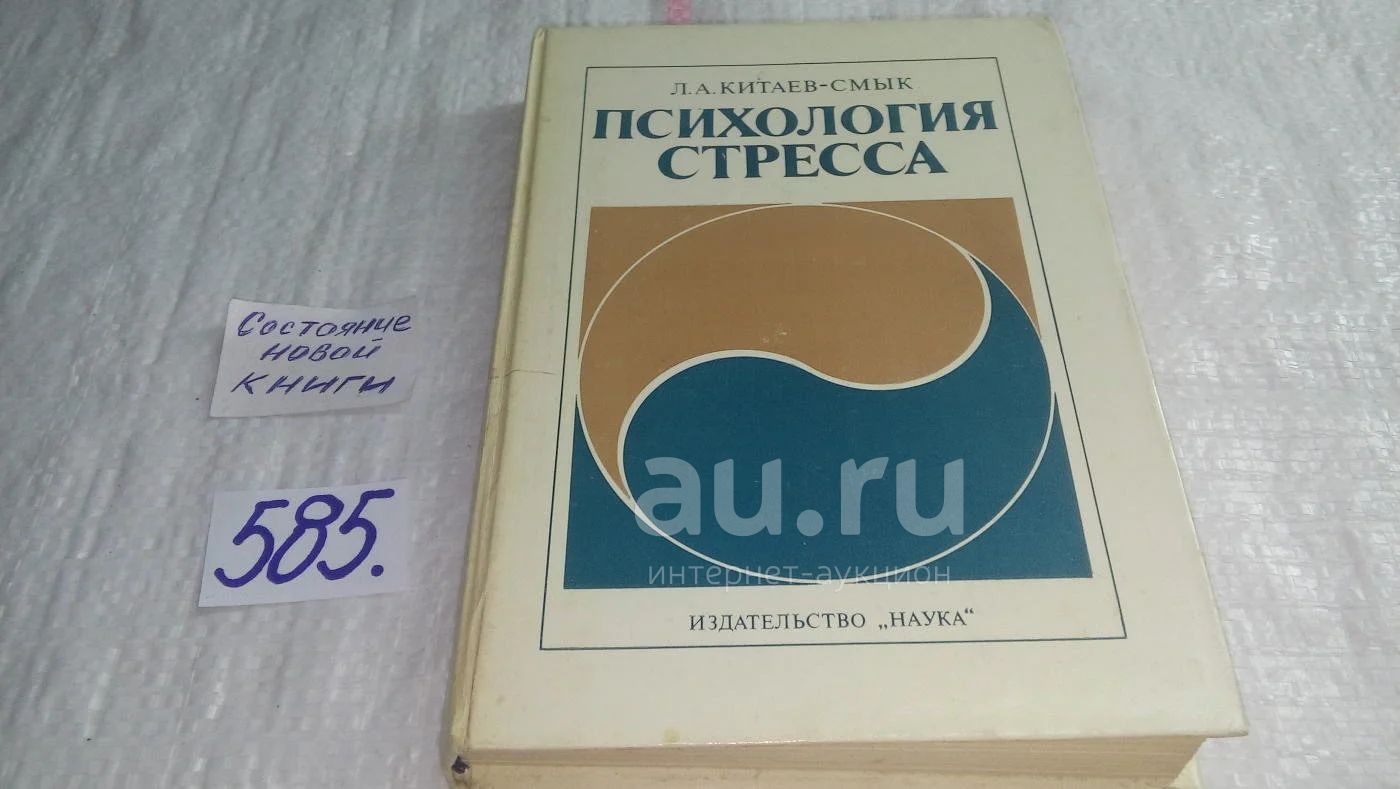 Л.А.КИТАЕВ-СМЫК
ПСИХОЛОГИЯ
СТРЕССА
Состояние
новой
книги
585.
au.ru
интернет-аукцион
ИЗДАТЕЛЬСТВО „НАУКА“